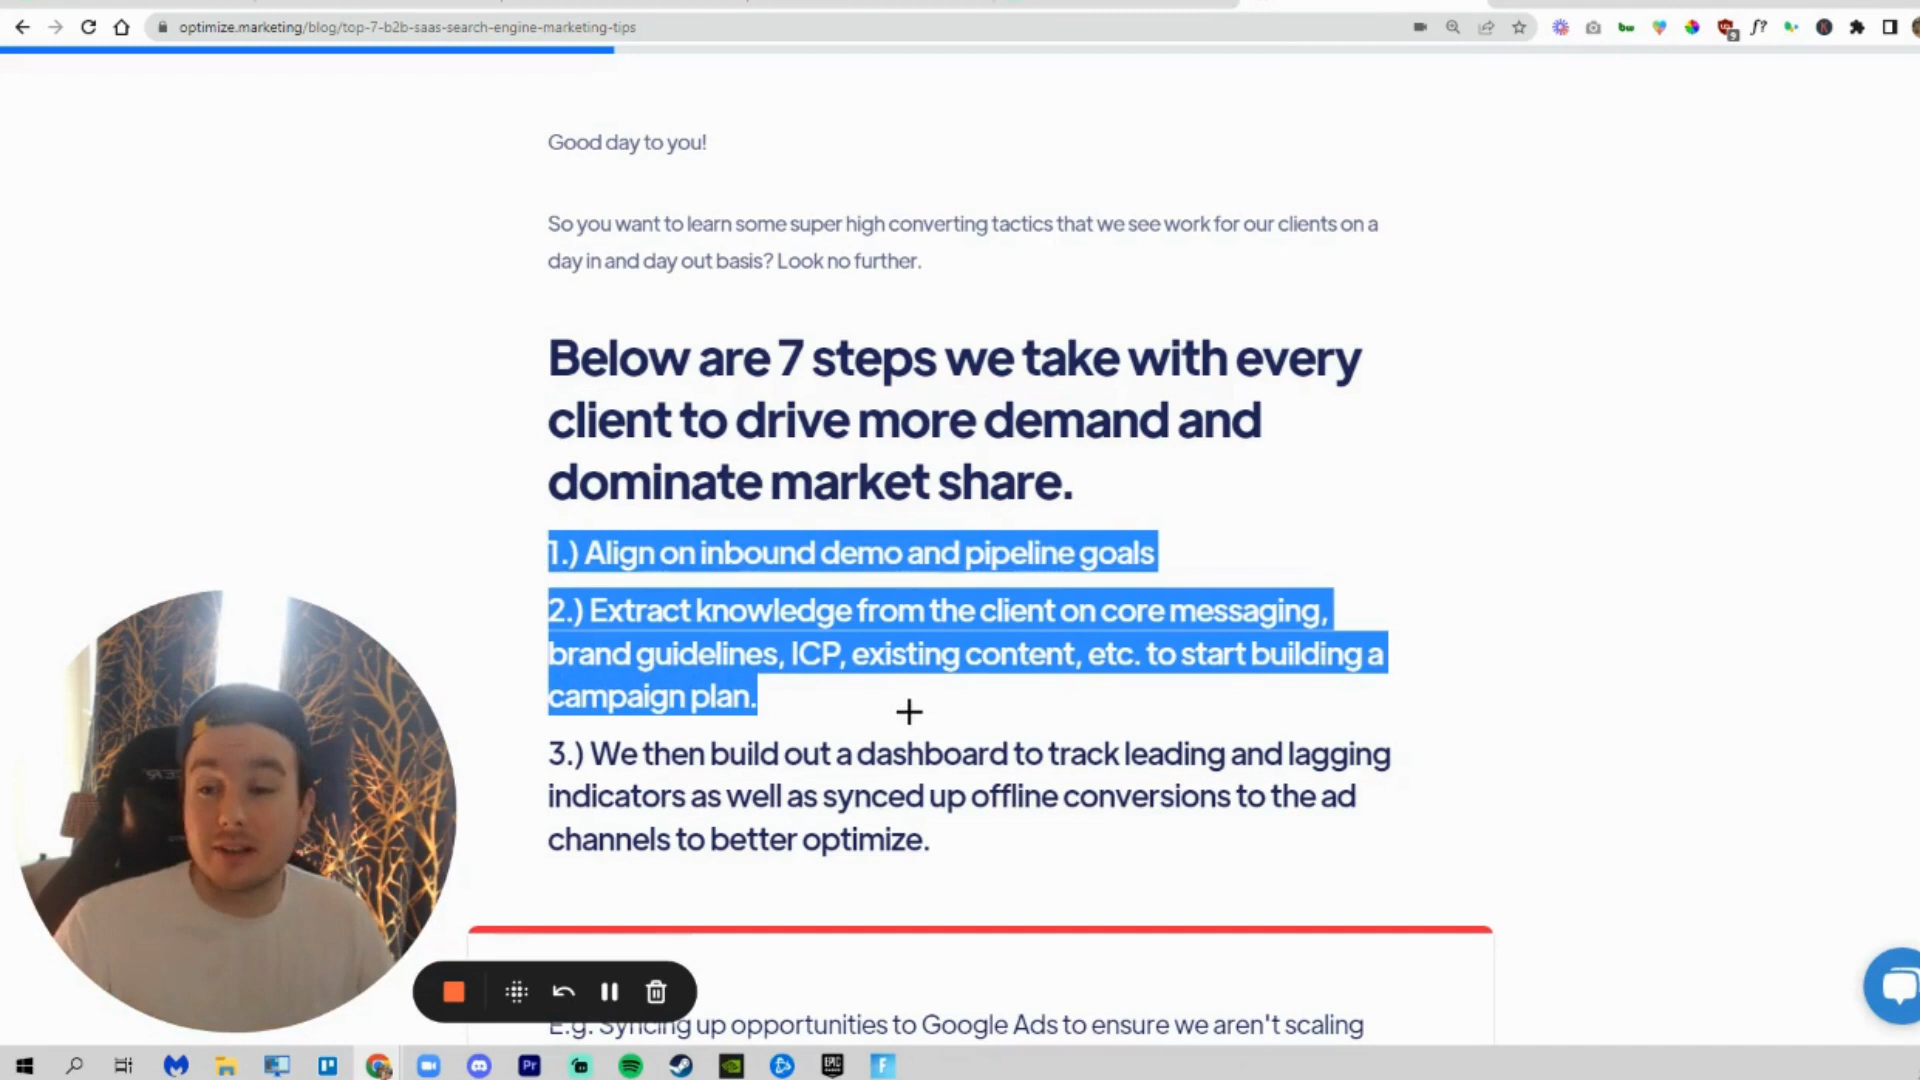 optimize.marketing/blog/top-7-b2b-saas-search-engine-marketing-tips
Good day to you!
So you want to learn some super high converting tactics that we see work for our clients on a
day in and day out basis? Look no further.
Below are 7 steps we take with every
client to drive more demand and
dominate market share.
1.) Align on inbound demo and pipeline goals
2.) Extract knowledge from the client on core messaging,
brand guidelines, ICP, existing content, etc. to start building a
campaign plan.
3.) We then build out a dashboard to track leading and lagging
indicators as well as synced up offline conversions to the ad
channels to better optimize.
E.g. Syncing up opportunities to Google Ads to ensure we aren't scaling